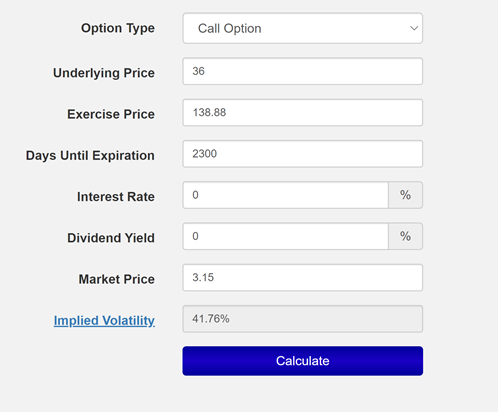 Option Type Call Option
Underlying Price 36
Exercise Price 138.88
Days Until Expiration 2300
Interest Rate 0 %
Dividend Yield 0 %
Market Price 3.15
Implied Volatility 41.76%
Calculate